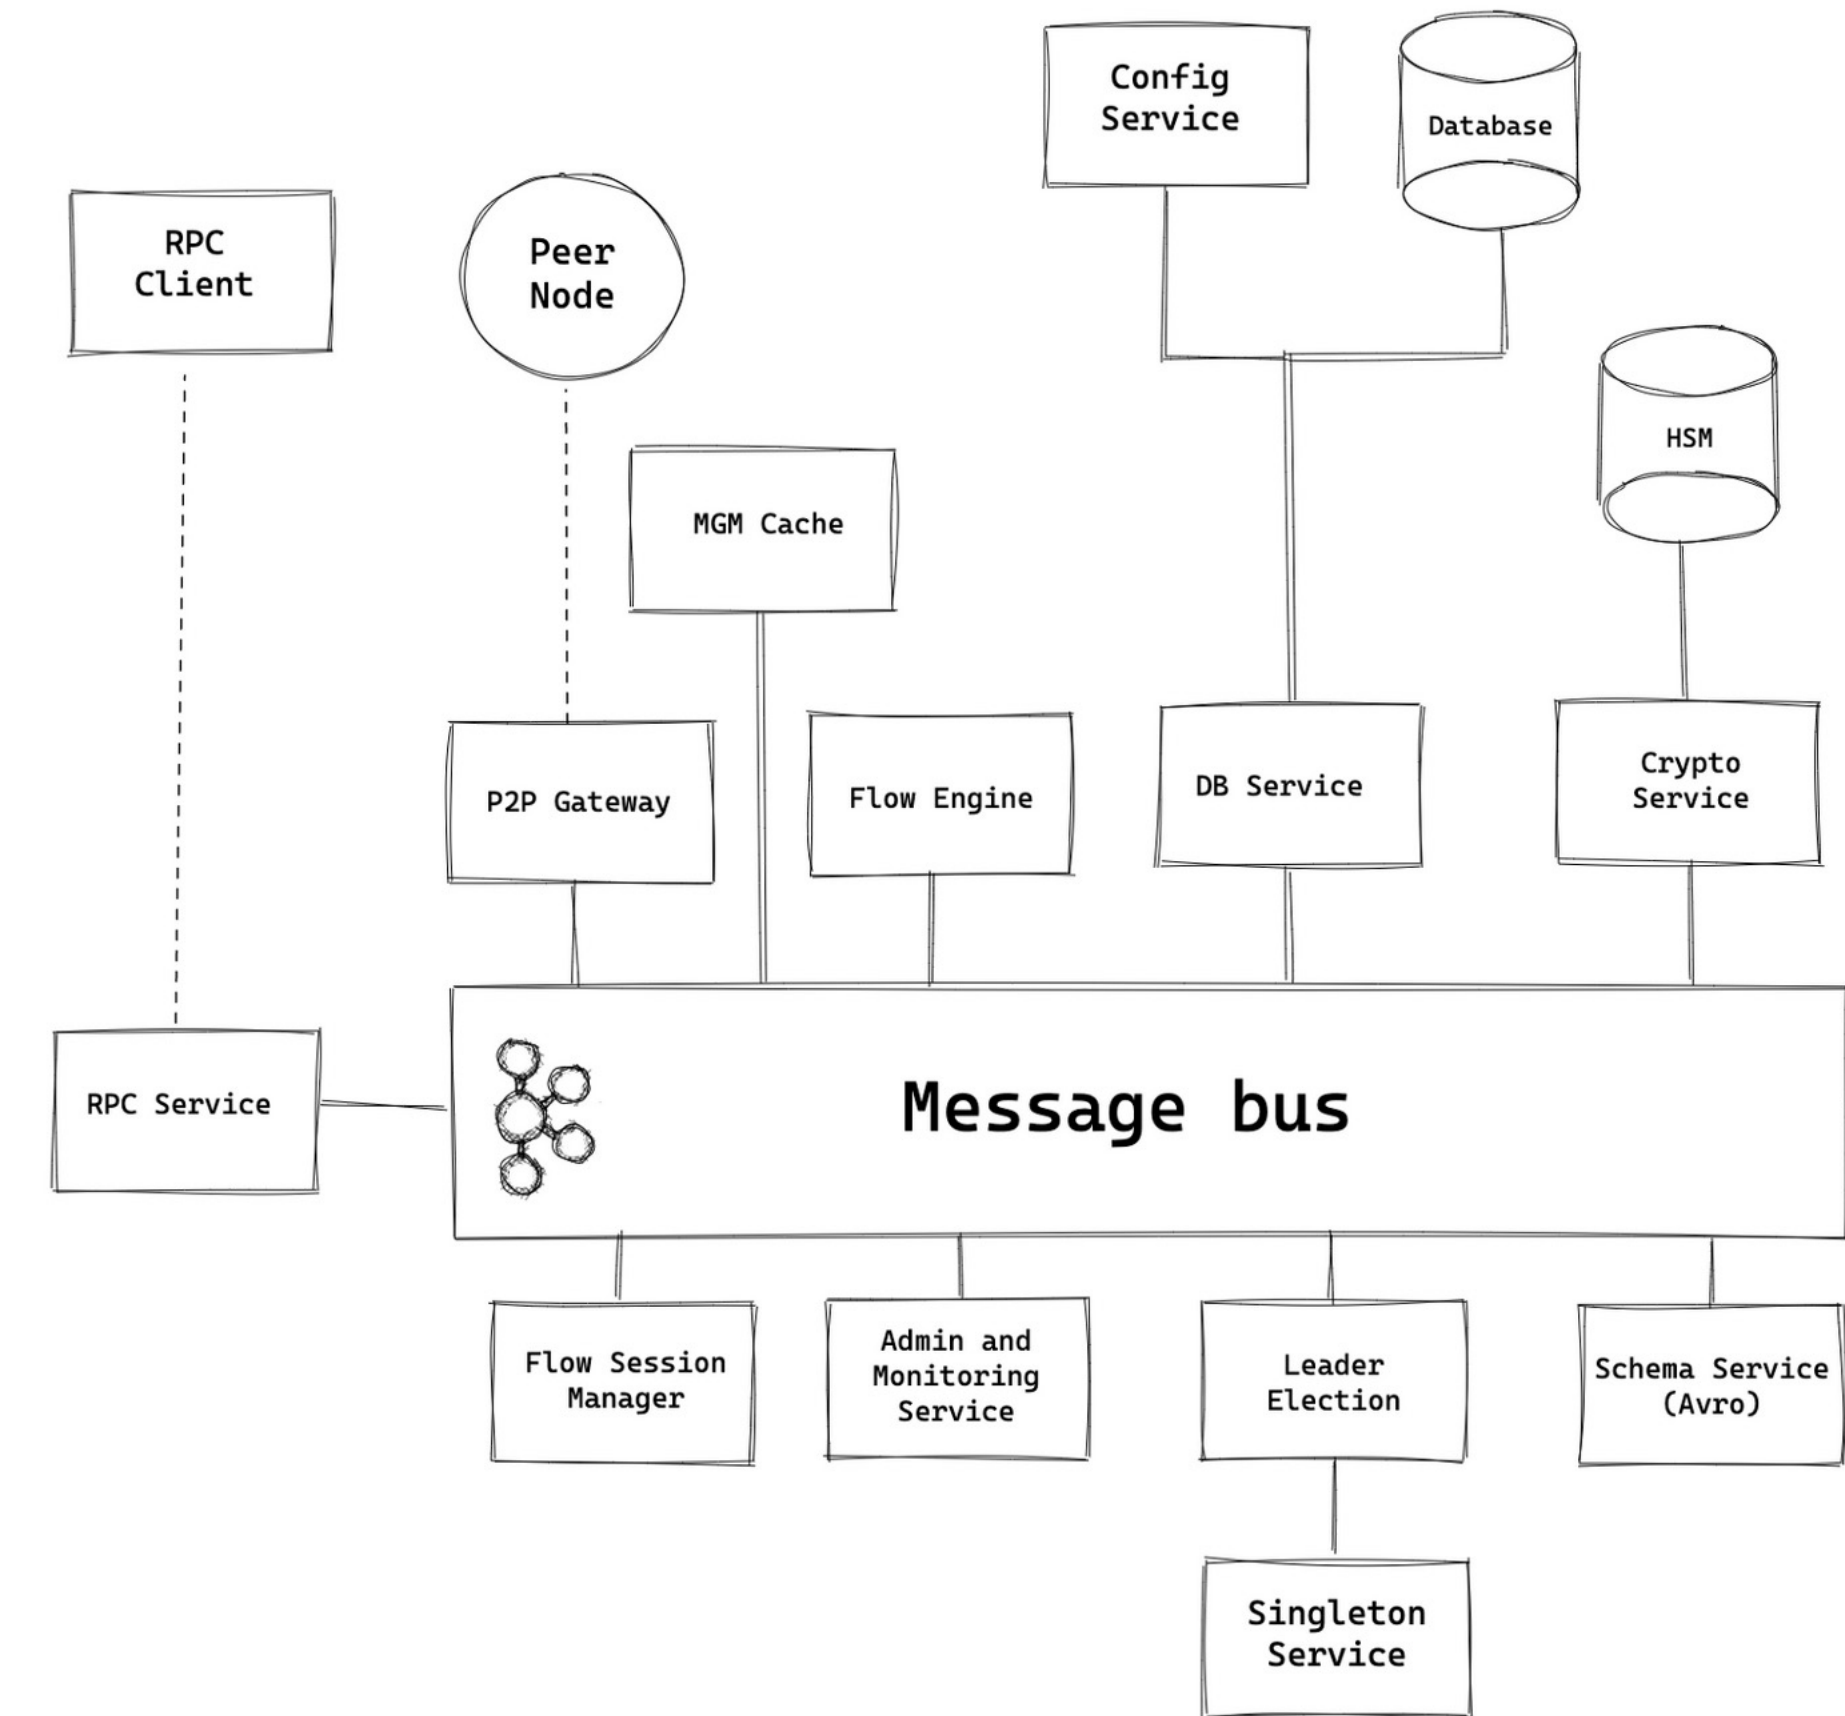 Config
Service
Database
RPC
Client
Peer
Node
HSM
MGM Cache
P2P Gateway
Flow Engine
DB Service
Crypto
Service
RPC Service
Message bus
Flow Session
Manager
Admin and
Monitoring
Service
Leader
Election
Schema Service
(Avro)
Singleton
Service